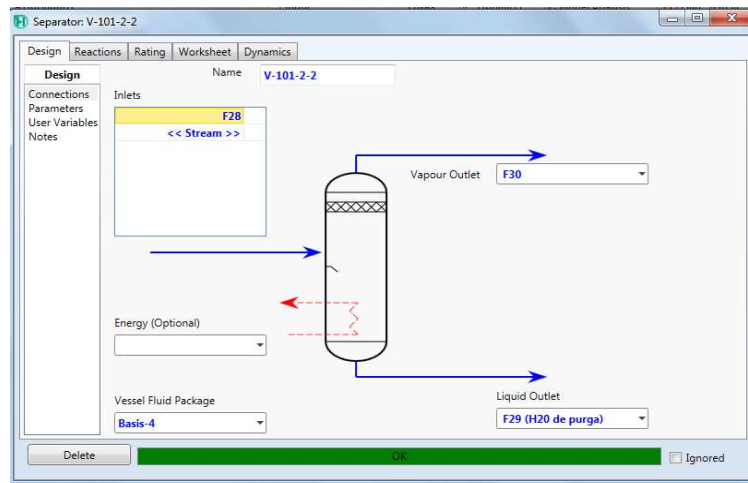 Separator: V-101-2-2
Design Reactions Rating Worksheet Dynamics
Design
Connections
Parameters
User Variables
Notes
Name V-101-2-2
Inlets
F28
<< Stream >>
Vapour Outlet F30
Energy (Optional)
Vessel Fluid Package
Basis-4
Liquid Outlet
F29 (H20 de purga)
Delete OK Ignored